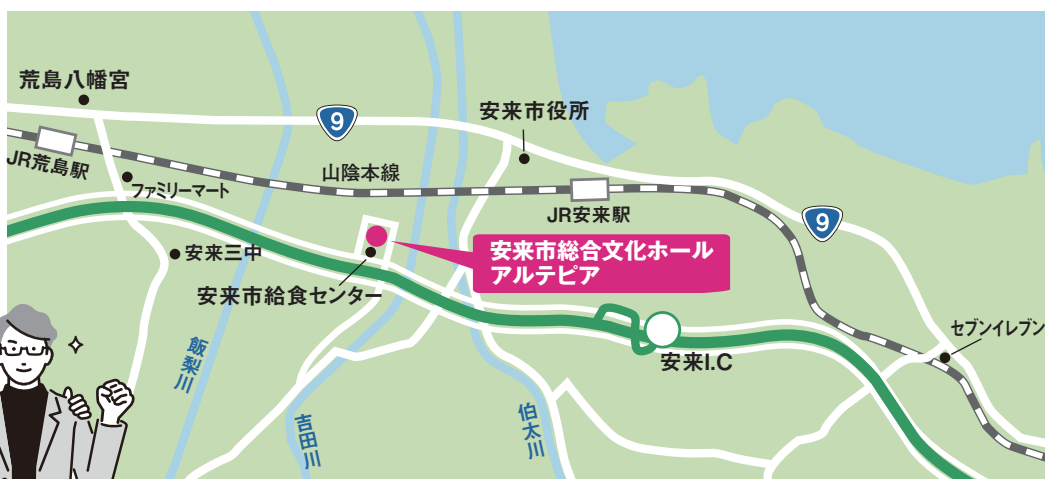 荒島八幡宮
9
安来市役所
JR荒島駅
山陰本線
ファミリーマート
JR安来駅
9
安来三中
安来市総合文化ホール
アルテピア
安来市給食センター
セブンイレブン
飯梨川
安来I.C
吉田川
伯太川